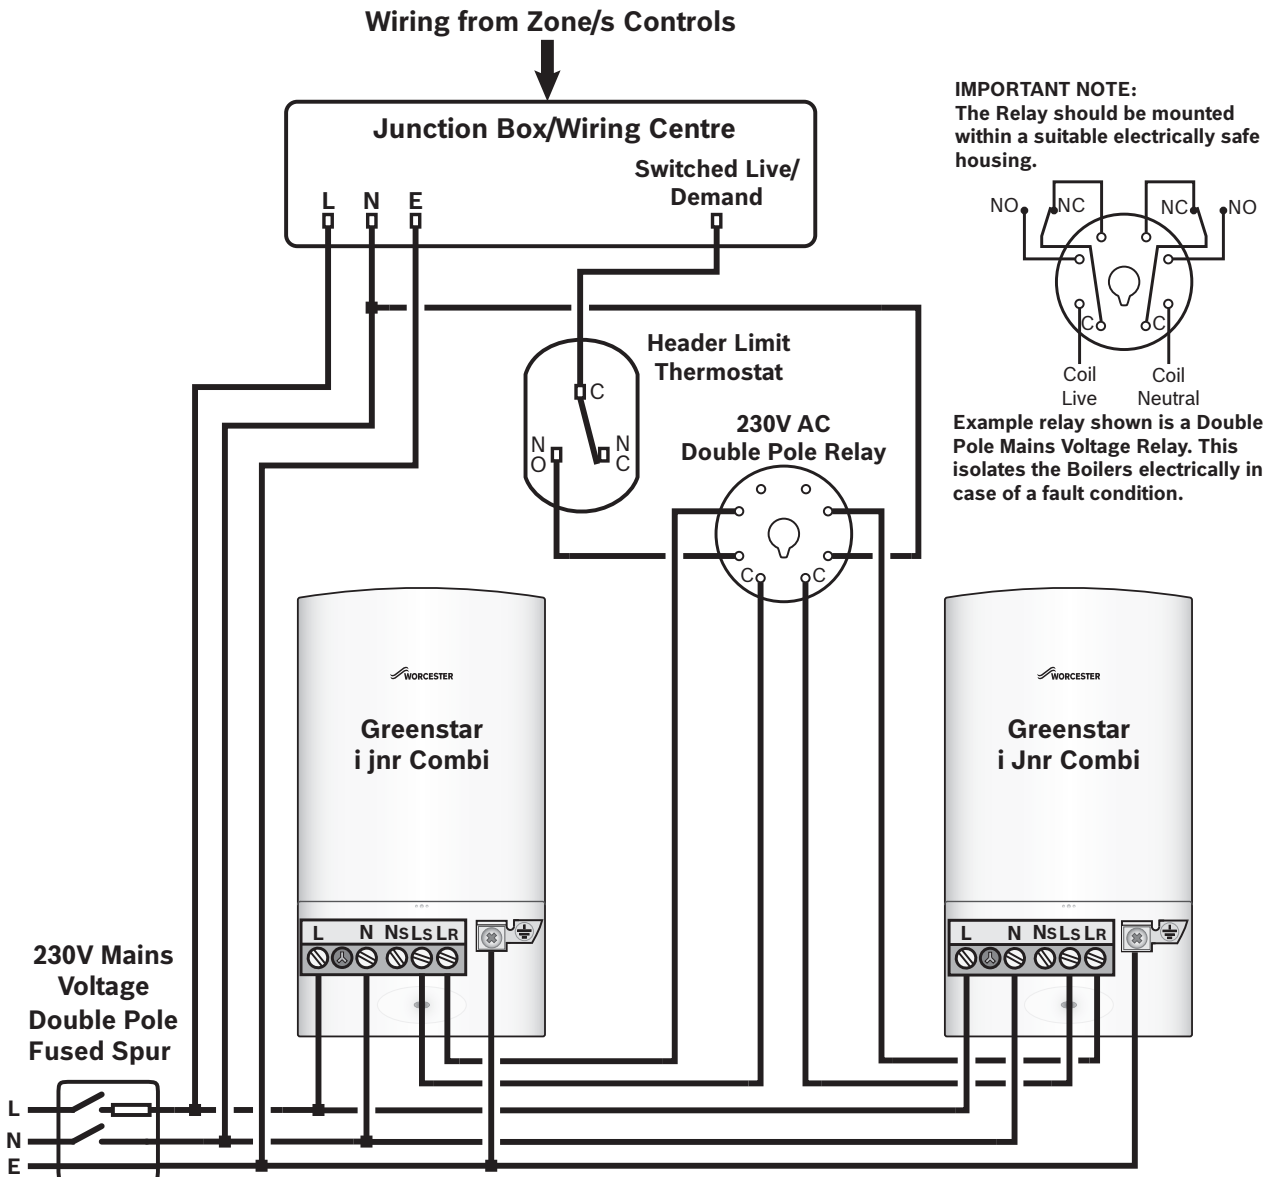 Wiring from Zone/s Controls
Junction Box/Wiring Centre
Switched Live/
Demand
L N E
IMPORTANT NOTE:
The Relay should be mounted
within a suitable electrically safe
housing.
NO NC NC NO
C C
Coil
Live
Coil
Neutral
Example relay shown is a Double
Pole Mains Voltage Relay. This
isolates the Boilers electrically in
case of a fault condition.
Header Limit
Thermostat
C
N
O
N
C
230V AC
Double Pole Relay
C C
WORCESTER
Greenstar
i jnr Combi
L N NS LS LR
WORCESTER
Greenstar
i Jnr Combi
L N NS LS LR
230V Mains
Voltage
Double Pole
Fused Spur
L
N
E